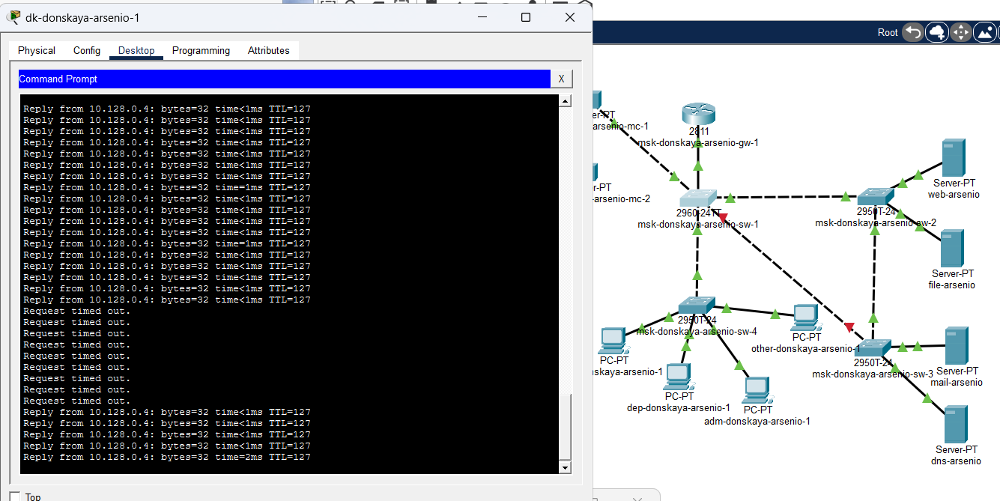 dk-donskaya-arsenio-1
Physical Config Desktop Programming Attributes
Command Prompt X
Reply from 10.128.0.4: bytes=32 time<1ms TTL=127
Reply from 10.128.0.4: bytes=32 time<1ms TTL=127
Reply from 10.128.0.4: bytes=32 time<1ms TTL=127
Reply from 10.128.0.4: bytes=32 time<1ms TTL=127
Reply from 10.128.0.4: bytes=32 time<1ms TTL=127
Reply from 10.128.0.4: bytes=32 time<1ms TTL=127
Reply from 10.128.0.4: bytes=32 time<1ms TTL=127
Reply from 10.128.0.4: bytes=32 time=1ms TTL=127
Reply from 10.128.0.4: bytes=32 time<1ms TTL=127
Reply from 10.128.0.4: bytes=32 time<1ms TTL=127
Reply from 10.128.0.4: bytes=32 time<1ms TTL=127
Reply from 10.128.0.4: bytes=32 time<1ms TTL=127
Reply from 10.128.0.4: bytes=32 time=1ms TTL=127
Reply from 10.128.0.4: bytes=32 time<1ms TTL=127
Reply from 10.128.0.4: bytes=32 time<1ms TTL=127
Reply from 10.128.0.4: bytes=32 time<1ms TTL=127
Reply from 10.128.0.4: bytes=32 time<1ms TTL=127
Reply from 10.128.0.4: bytes=32 time<1ms TTL=127
Request timed out.
Request timed out.
Request timed out.
Request timed out.
Request timed out.
Request timed out.
Request timed out.
Request timed out.
Request timed out.
Reply from 10.128.0.4: bytes=32 time<1ms TTL=127
Reply from 10.128.0.4: bytes=32 time<1ms TTL=127
Reply from 10.128.0.4: bytes=32 time<1ms TTL=127
Reply from 10.128.0.4: bytes=32 time<1ms TTL=127
Reply from 10.128.0.4: bytes=32 time=2ms TTL=127
Top
Root
er-PT
arsenio-mc-1
2811
msk-donskaya-arsenio-gw-1
r-PT
-arsenio-mc-2
2960-24TT
msk-donskaya-arsenio-sw-1
2950T-24
msk-donskaya-arsenio-sw-2
Server-PT
web-arsenio
Server-PT
file-arsenio
2950T-24
msk-donskaya-arsenio-sw-4
PC-PT
other-donskaya-arsenio-1
PC-PT
nskaya-arsenio-1
2950T-24
msk-donskaya-arsenio-sw-3
Server-PT
mail-arsenio
PC-PT
dep-donskaya-arsenio-1
PC-PT
adm-donskaya-arsenio-1
Server-PT
dns-arsenio